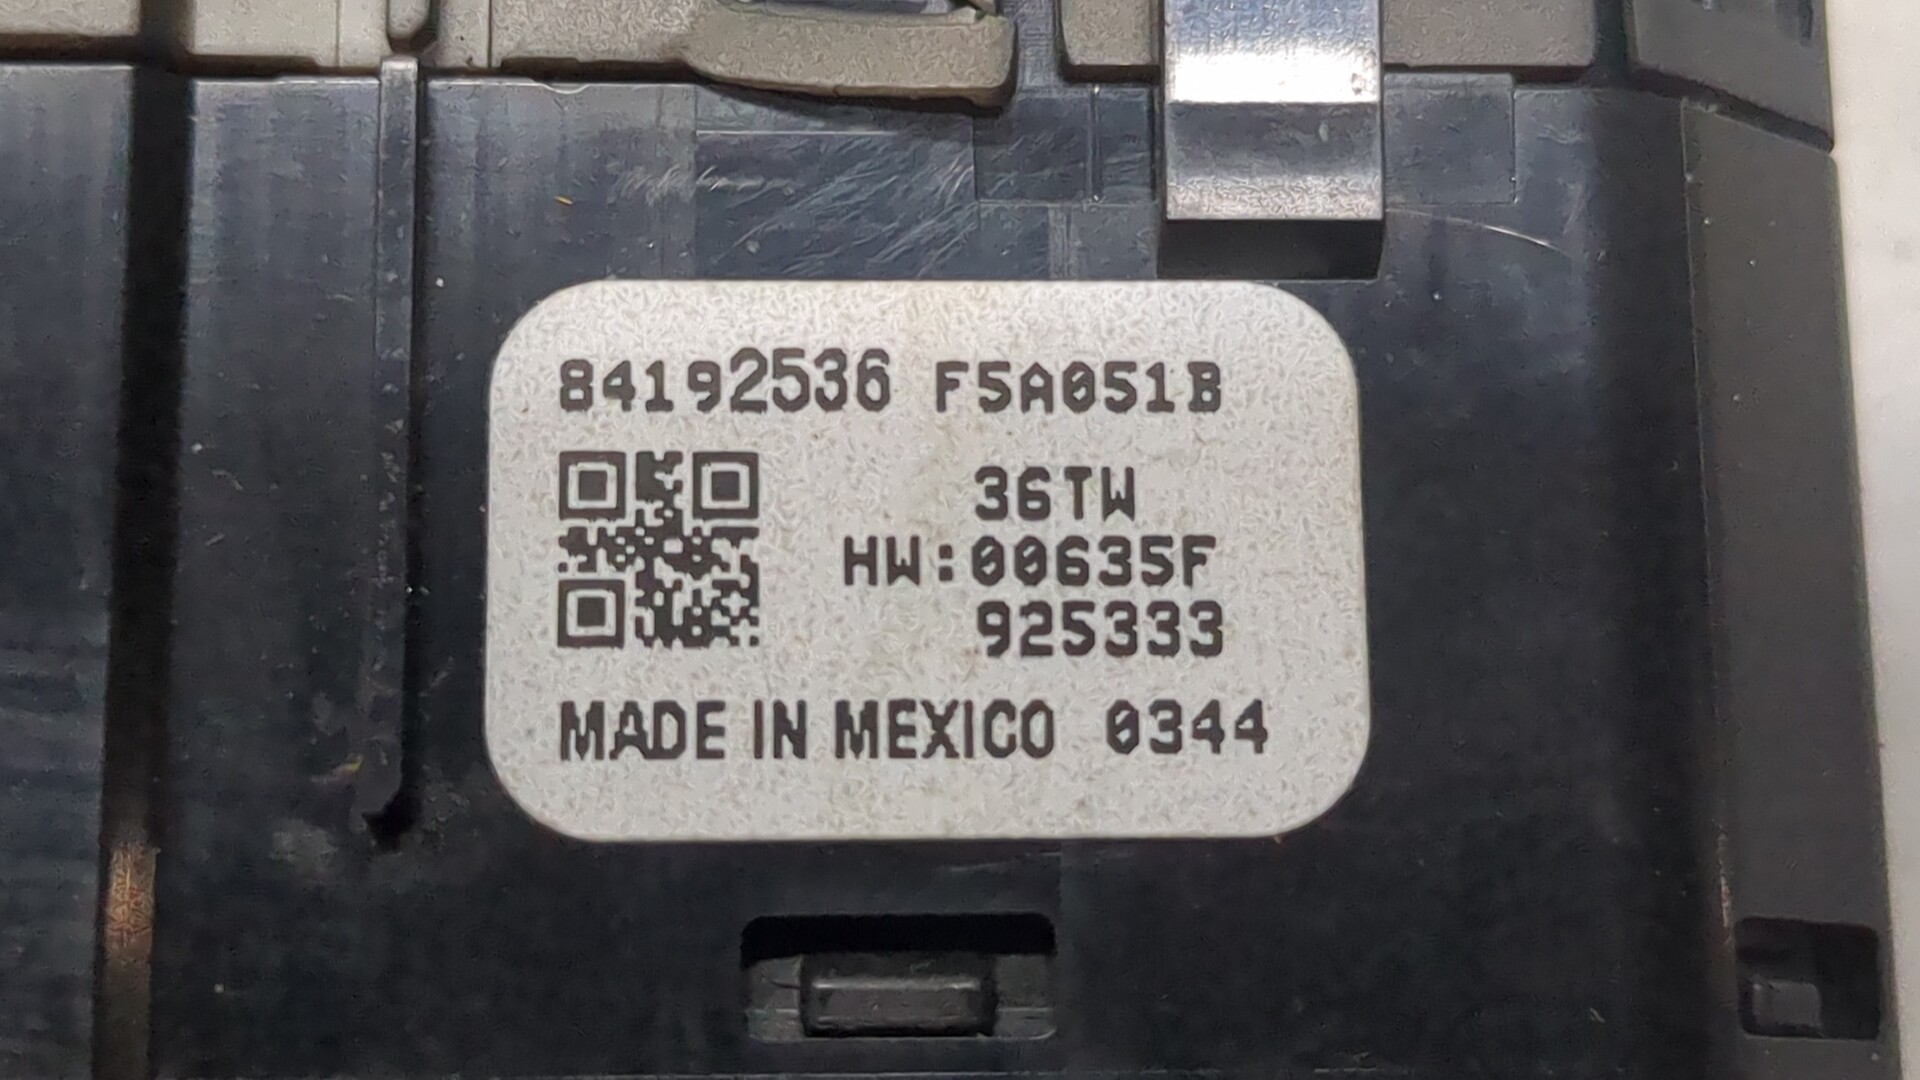 84192536 F5A051B
36TW
HW:00635F
925333
MADE IN MEXICO 0344